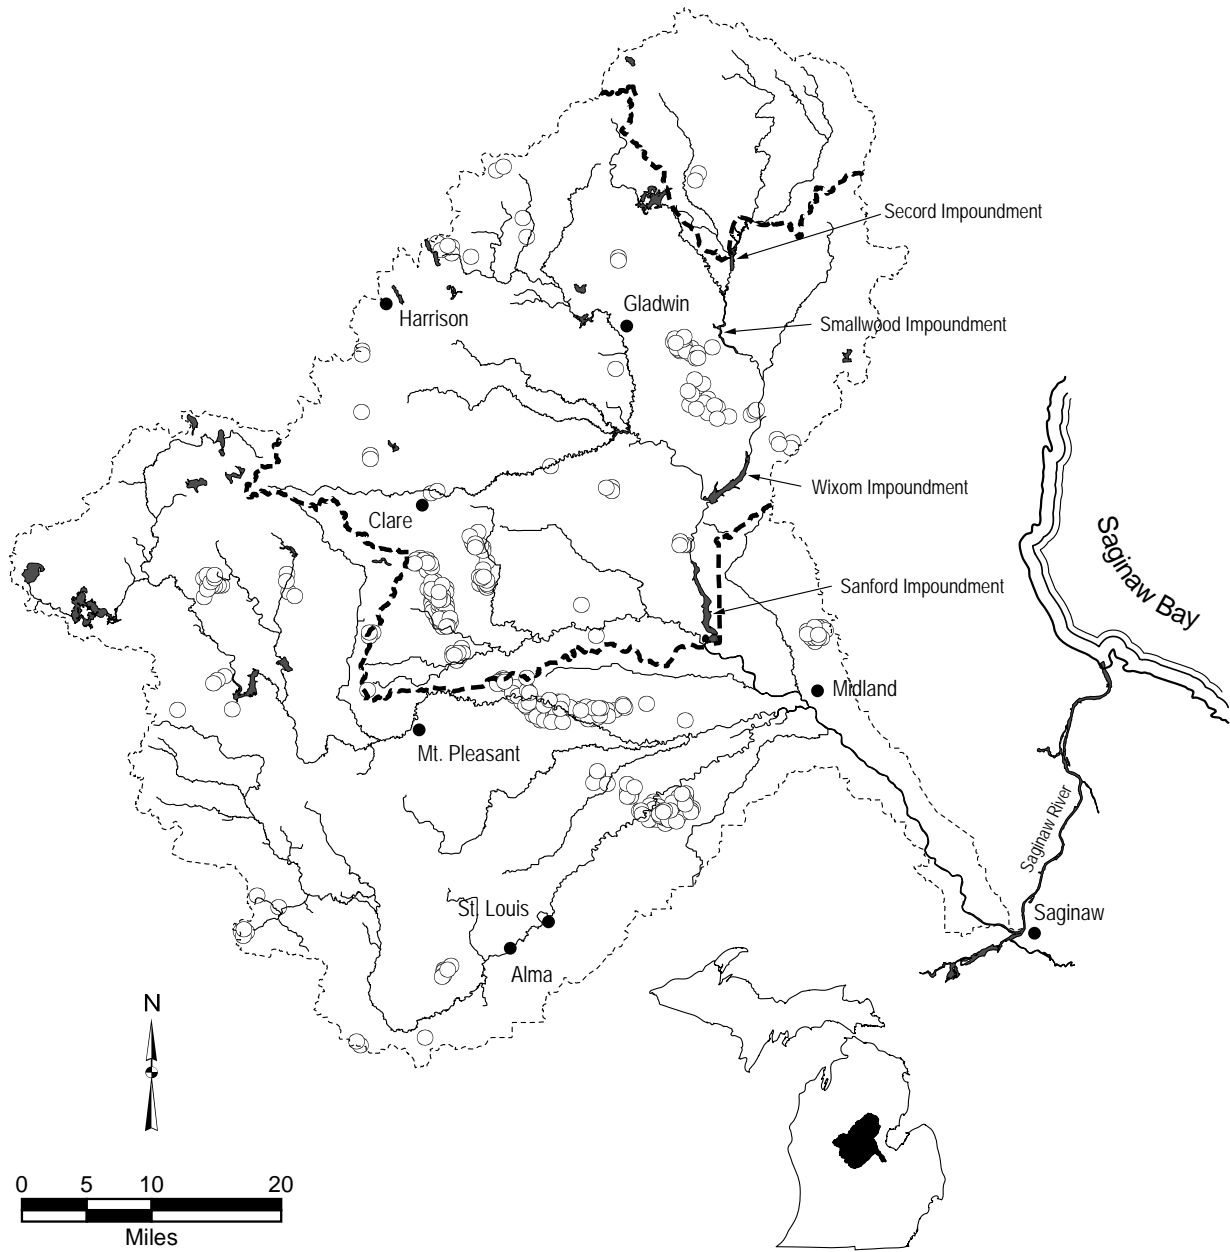 Secord Impoundment
Gladwin
Harrison
Smallwood Impoundment
Wixom Impoundment
Clare
Saginaw Bay
Sanford Impoundment
Midland
Mt. Pleasant
Saginaw River
St. Louis
Saginaw
Alma
N
0 5 10 20
Miles